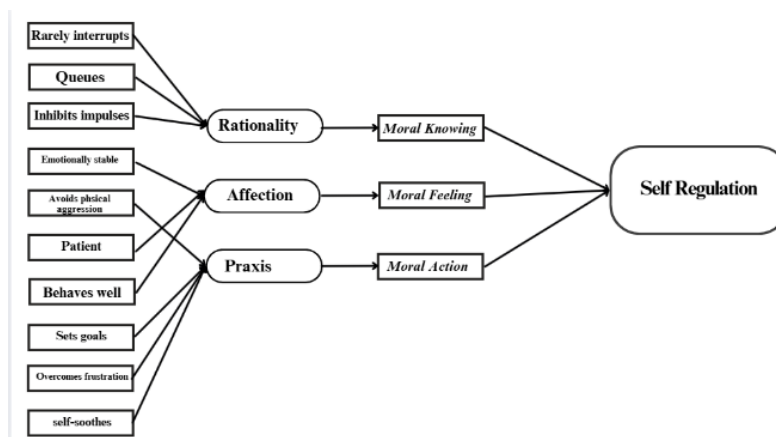 Rarely interrupts
Queues
Inhibits impulses
Emotionally stable
Avoids phsical
aggression
Patient
Behaves well
Sets goals
Overcomes frustration
self-soothes
Rationality
Affection
Praxis
Moral Knowing
Moral Feeling
Moral Action
Self Regulation